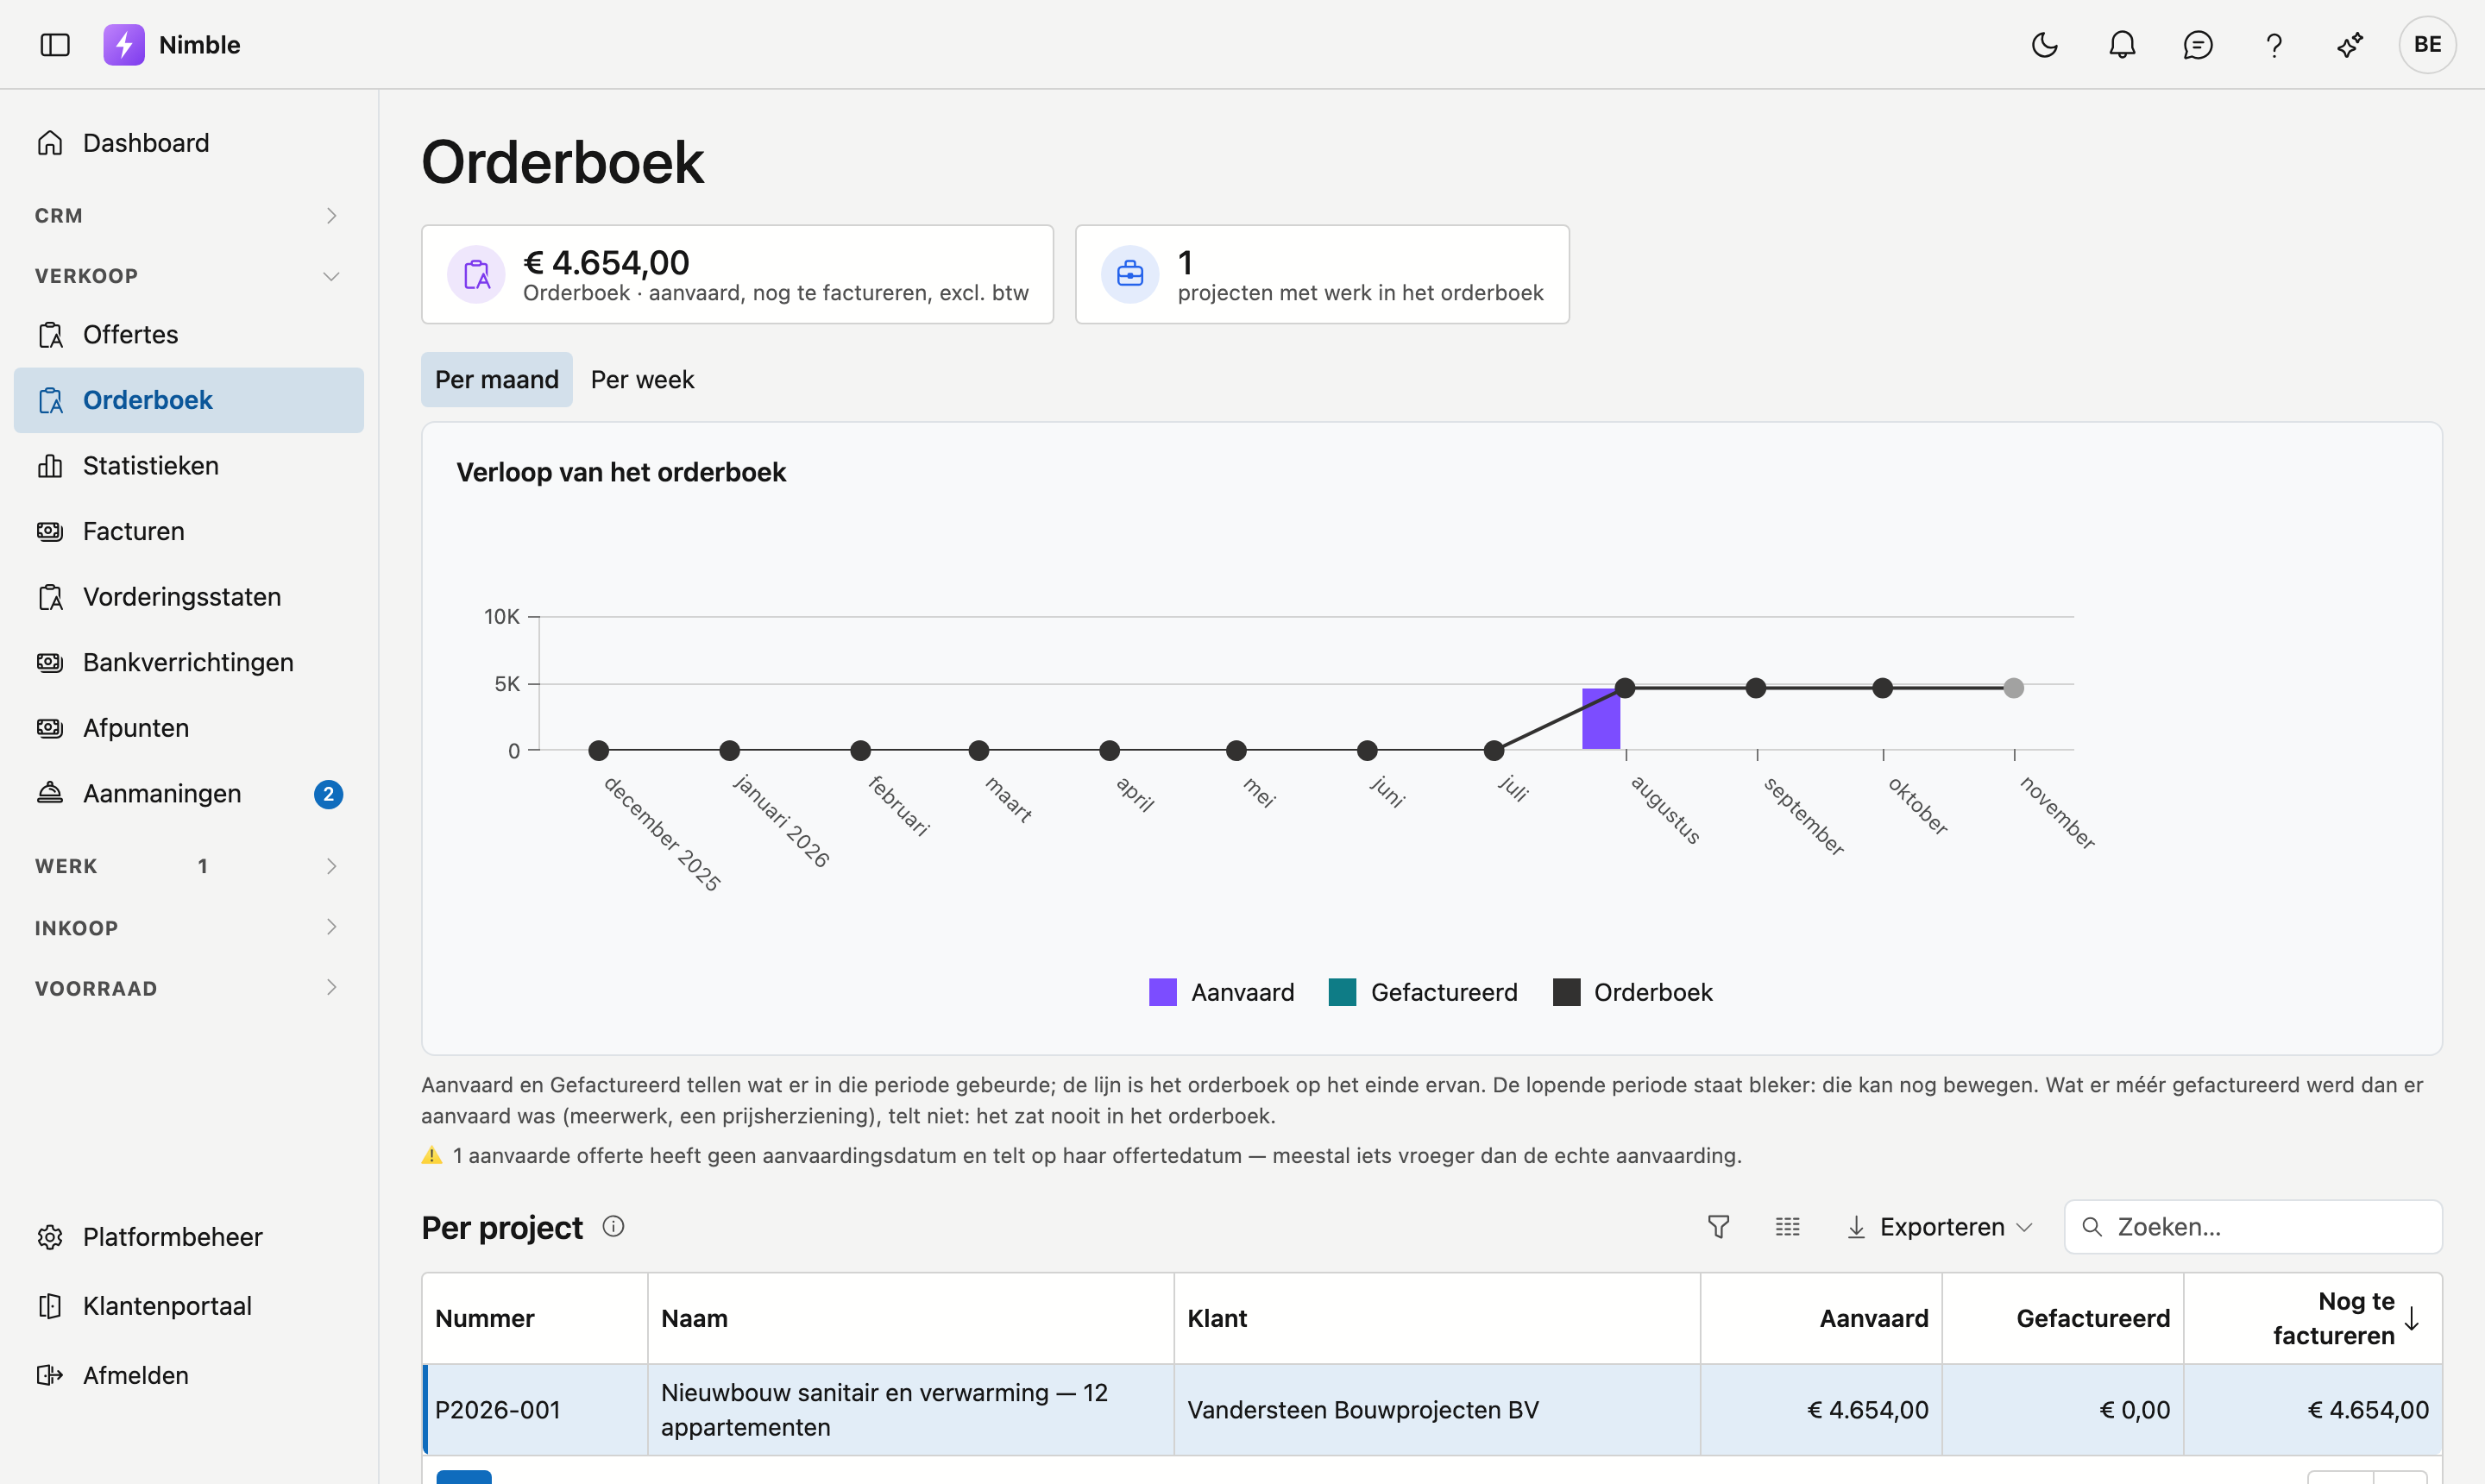 Nimble
BE
Dashboard
CRM
VERKOOP
Offertes
Orderboek
Statistieken
Facturen
Vorderingsstaten
Bankverrichtingen
Afpunten
Aanmaningen 2
WERK 1
INKOOP
VOORRAAD
Platformbeheer
Klantenportaal
Afmelden
Orderboek
€ 4.654,00
Orderboek · aanvaard, nog te factureren, excl. btw
1
projecten met werk in het orderboek
Per maand Per week
Verloop van het orderboek
10K
5K
0
december 2025
januari 2026
februari
maart
april
mei
juni
juli
augustus
september
oktober
november
Aanvaard Gefactureerd Orderboek
Aanvaard en Gefactureerd tellen wat er in die periode gebeurde; de lijn is het orderboek op het einde ervan. De lopende periode staat bleker: die kan nog bewegen. Wat er méér gefactureerd werd dan er
aanvaard was (meerwerk, een prijsherziening), telt niet: het zat nooit in het orderboek.
1 aanvaarde offerte heeft geen aanvaardingsdatum en telt op haar offertedatum — meestal iets vroeger dan de echte aanvaarding.
Per project
Exporteren
Zoeken...
Nummer Naam Klant Aanvaard Gefactureerd Nog te
factureren
P2026-001 Nieuwbouw sanitair en verwarming — 12
appartementen
Vandersteen Bouwprojecten BV € 4.654,00 € 0,00 € 4.654,00